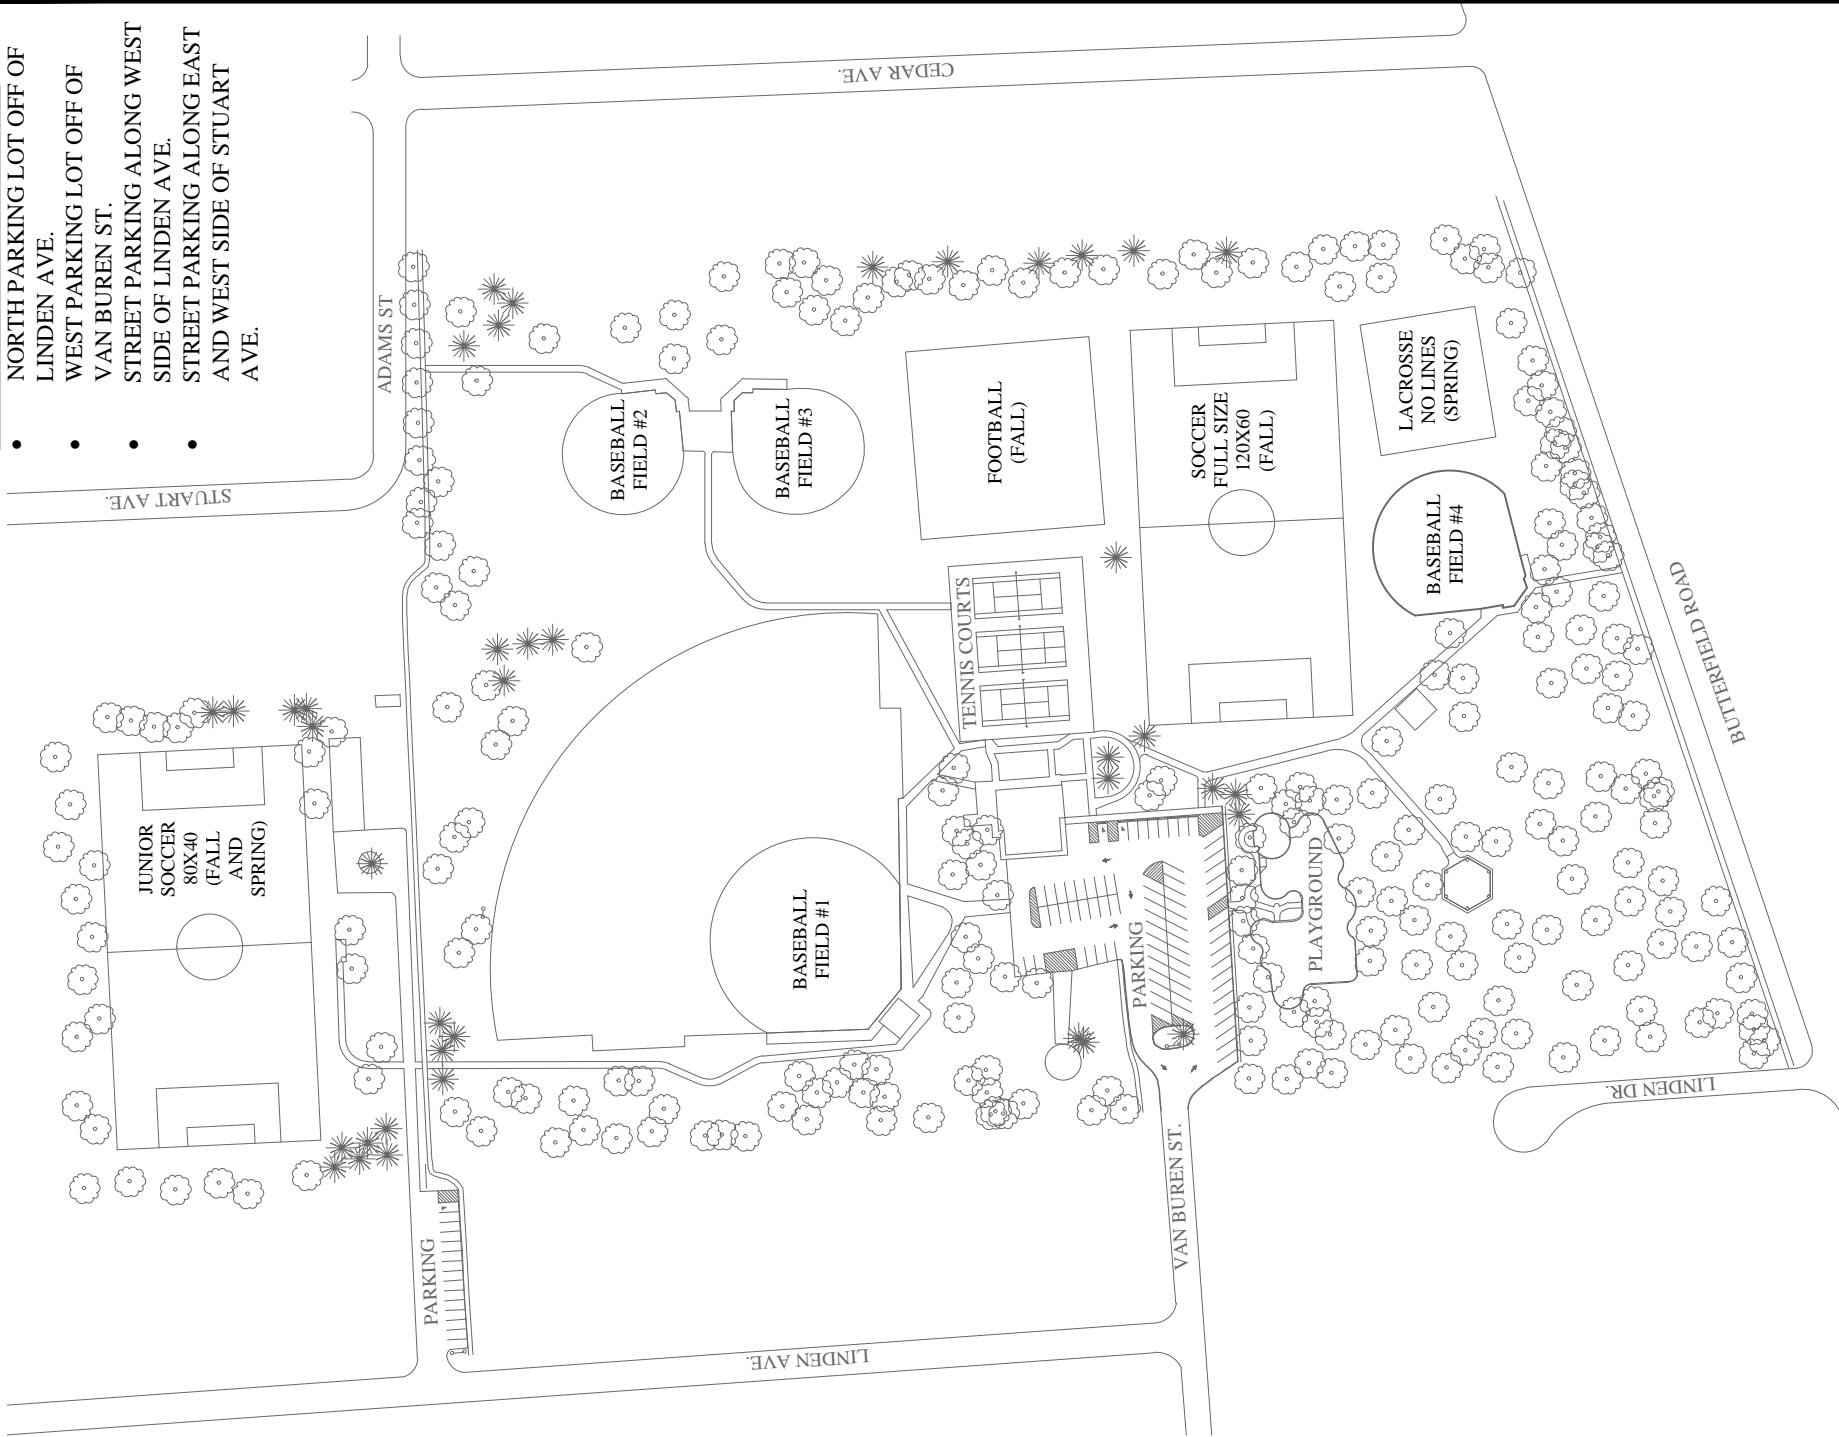 NORTH PARKING LOT OFF OF
LINDEN AVE.
WEST PARKING LOT OFF OF
VAN BUREN ST.
STREET PARKING ALONG WEST
SIDE OF LINDEN AVE.
STREET PARKING ALONG EAST
AND WEST SIDE OF STUART
AVE.
STUART AVE.
ADAMS ST
CEDAR AVE.
JUNIOR
SOCCER
80X40
(FALL
AND
SPRING)
BASEBALL
FIELD #2
BASEBALL
FIELD #3
FOOTBALL
(FALL)
SOCCER
FULL SIZE
120X60
(FALL)
LACROSSE
NO LINES
(SPRING)
BASEBALL
FIELD #4
TENNIS COURTS
BASEBALL
FIELD #1
PARKING
PLAYGROUND
BUTTERFIELD ROAD
LINDEN DR.
VAN BUREN ST.
PARKING
LINDEN AVE.